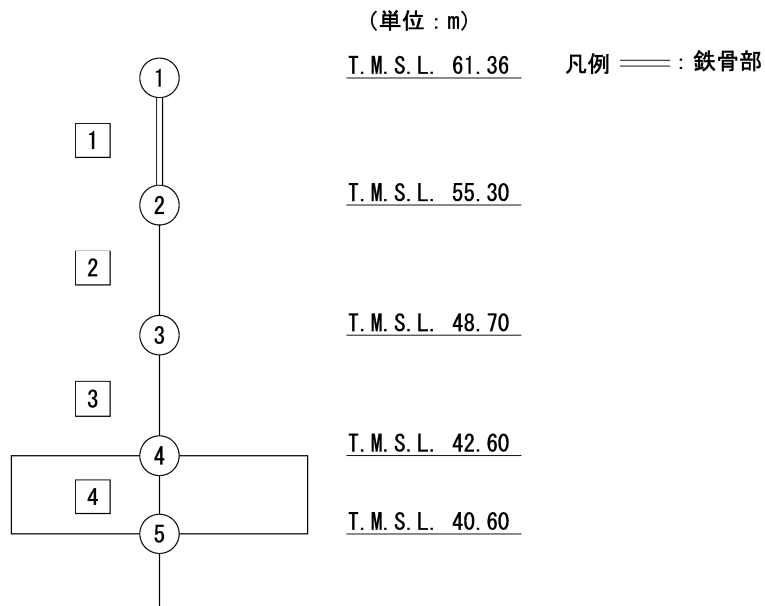 (単位：m)
① T.M.S.L. 61.36 凡例 ：鉄骨部
1
② T.M.S.L. 55.30
2
③ T.M.S.L. 48.70
3
④ T.M.S.L. 42.60
4
⑤ T.M.S.L. 40.60